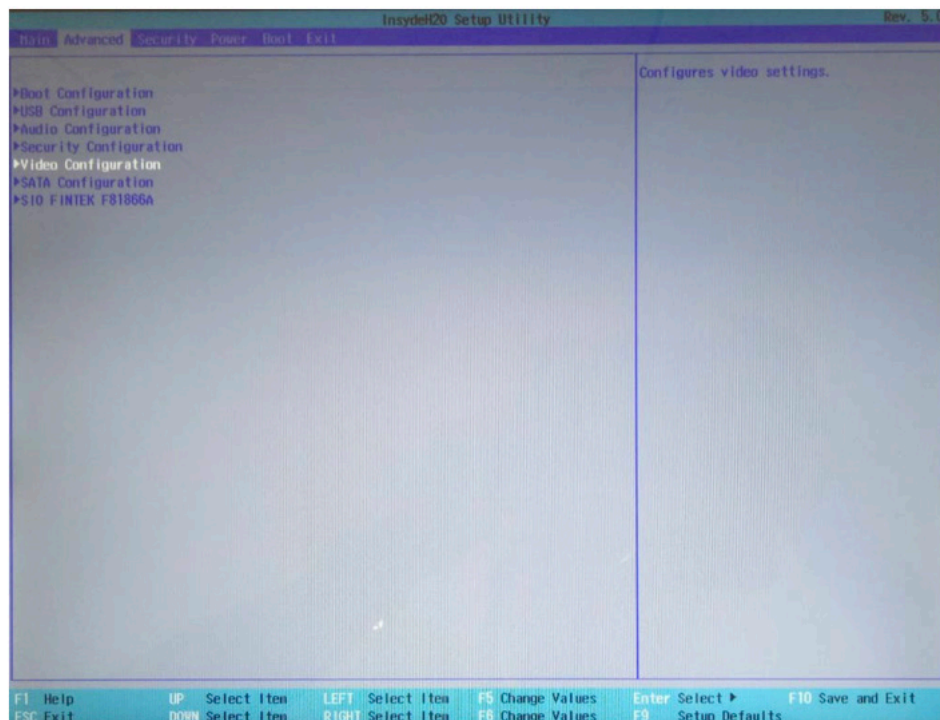 InsydeH20 Setup Utility Rev. 5.
Main Advanced Security Power Boot Exit
Configures video settings.
▶Boot Configuration
▶USB Configuration
▶Audio Configuration
▶Security Configuration
▶Video Configuration
▶SATA Configuration
▶SIO FINTEK F81866A
F1 Help UP Select Item LEFT Select Item F5 Change Values Enter Select ▶ F10 Save and Exit
ESC Exit DOWN Select Item RIGHT Select Item F6 Change Values F9 Setup Defaults